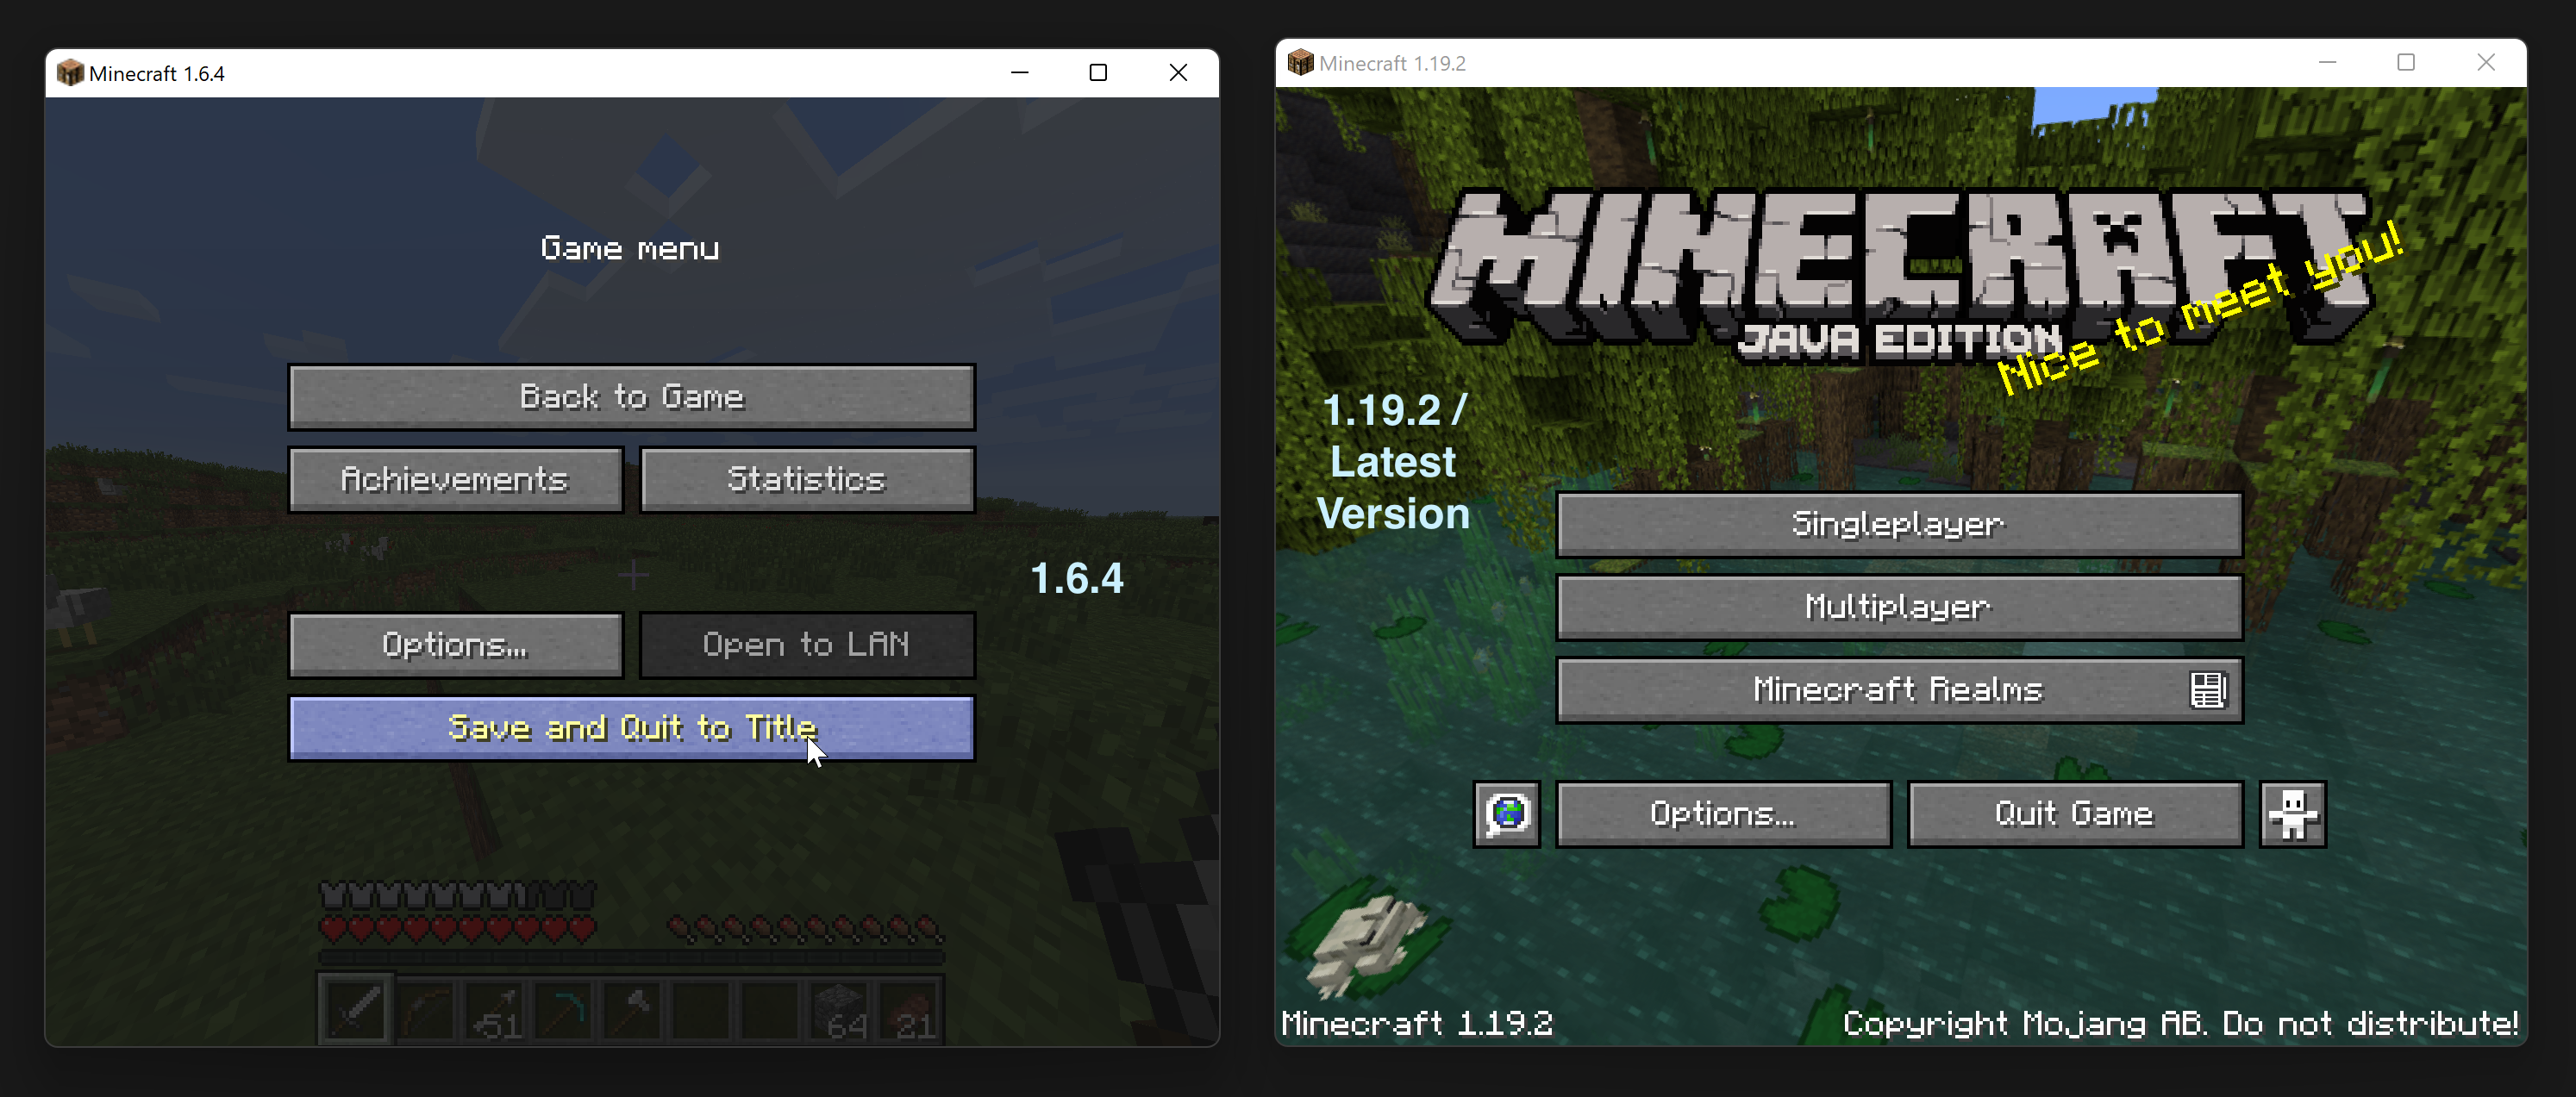 Minecraft 1.6.4
Game menu
Back to Game
Achievements
Statistics
1.6.4
Options...
Open to LAN
Save and Quit to Title
51
64
21
Minecraft 1.19.2
MINECRAFT
JAVA EDITION
Nice to meet you!
1.19.2 /
Latest
Version
Singleplayer
Multiplayer
Minecraft Realms
Options...
Quit Game
Minecraft 1.19.2
Copyright Mojang AB. Do not distribute!